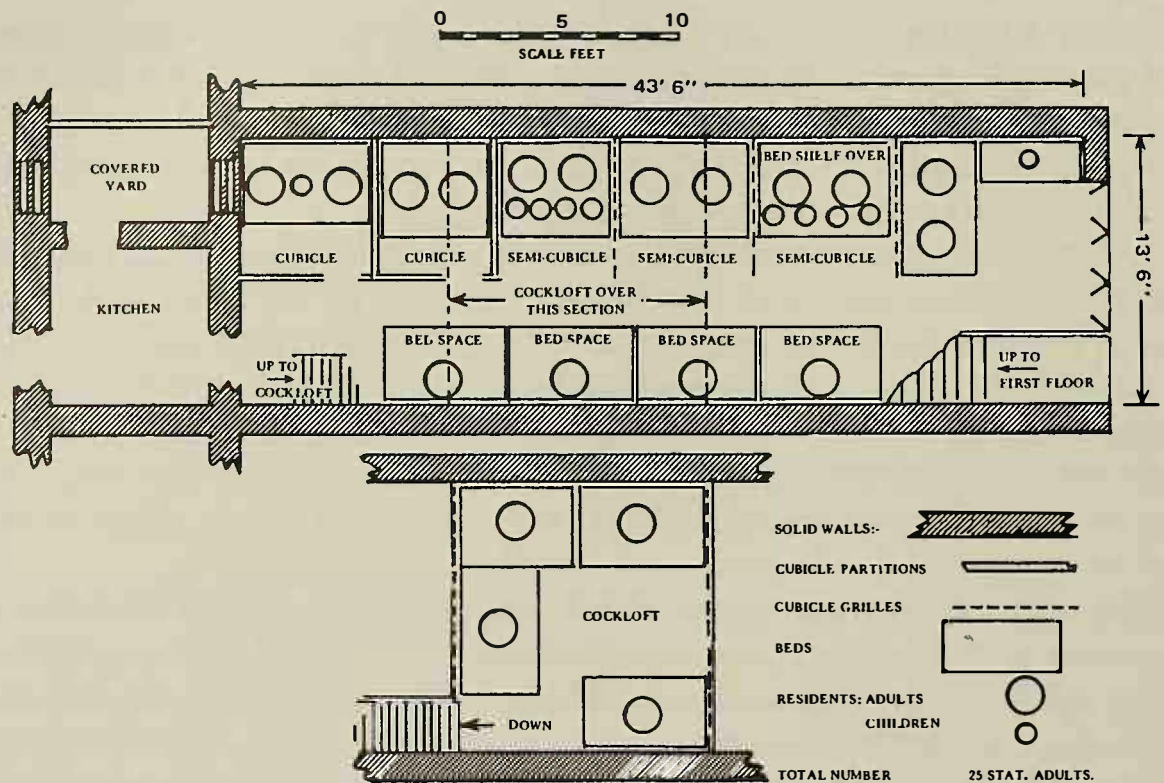 0 5 10
SCALE FEET
43' 6"
COVERED
YARD
BED SHELF OVER
CUBICLE CUBICLE SEMI-CUBICLE SEMI-CUBICLE SEMI-CUBICLE
13' 6"
KITCHEN
COCKLOFT OVER
THIS SECTION
BED SPACE BED SPACE BED SPACE BED SPACE
UP TO
COCKLOFT
UP TO
FIRST FLOOR
SOLID WALLS:-
CUBICLE PARTITIONS
CUBICLE GRILLES
COCKLOFT
BEDS
RESIDENTS: ADULTS
CHILDREN
DOWN
TOTAL NUMBER 25 STAT. ADULTS.